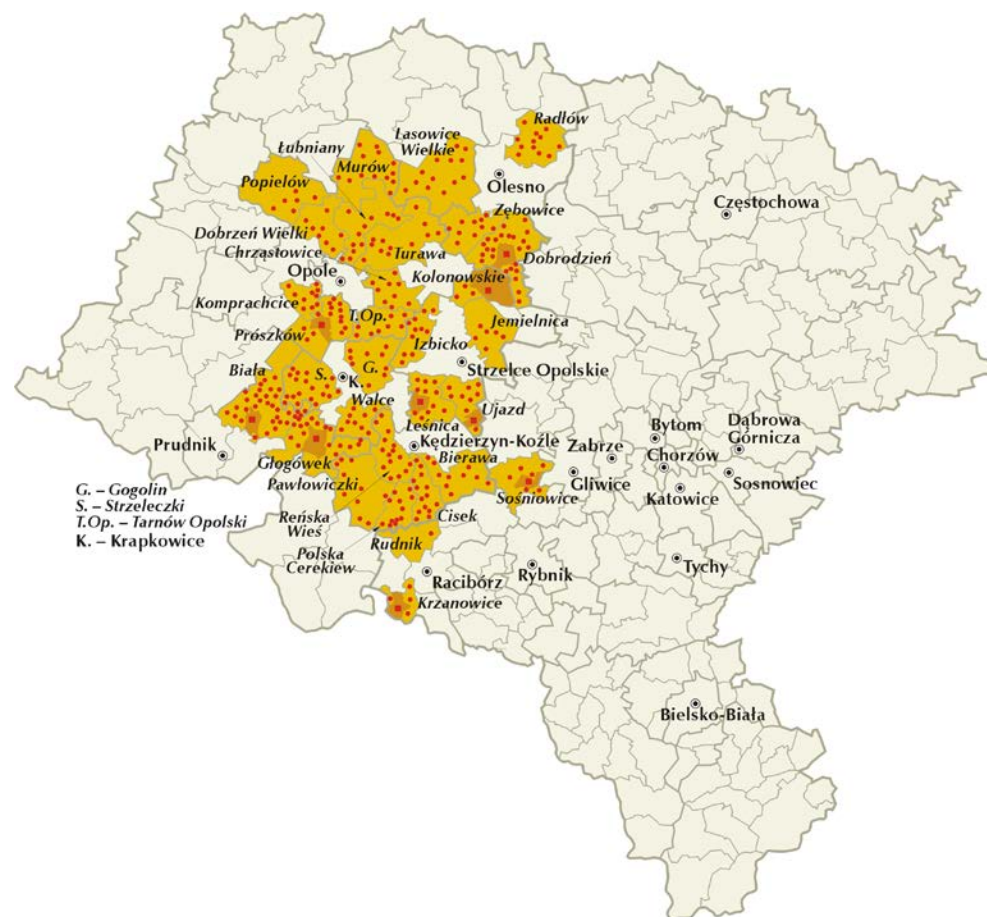 Radłów
Łasowice
Wielkie
Łubniany
Murów
Olesno
Popielów
Częstochowa
Zębowice
Dobrzeń Wielki
Chrząstowice
Turawa
Dobrodzień
Opole
Kolonowskie
Komprachcice
T.Op.
Jemielnica
Prószków
Izbicko
Biała
G.
Strzelce Opolskie
S.
K.
Walce
Ujazd
Leśnica
Prudnik
Kędzierzyn-Koźle
Zabrze
Bytom
Dąbrowa
Górnicza
Głogówek
Bierawa
Chorzów
Pawłowiczki
Sośniowice
Gliwice
Katowice
Sosnowiec
G. – Gogolin
S. – Strzeleczki
T.Op. – Tarnów Opolski
K. – Krapkowice
Reńska
Wieś
Cisek
Polska
Cerekiew
Rudnik
Racibórz
Rybnik
Tychy
Krzanowice
Bielsko-Biała